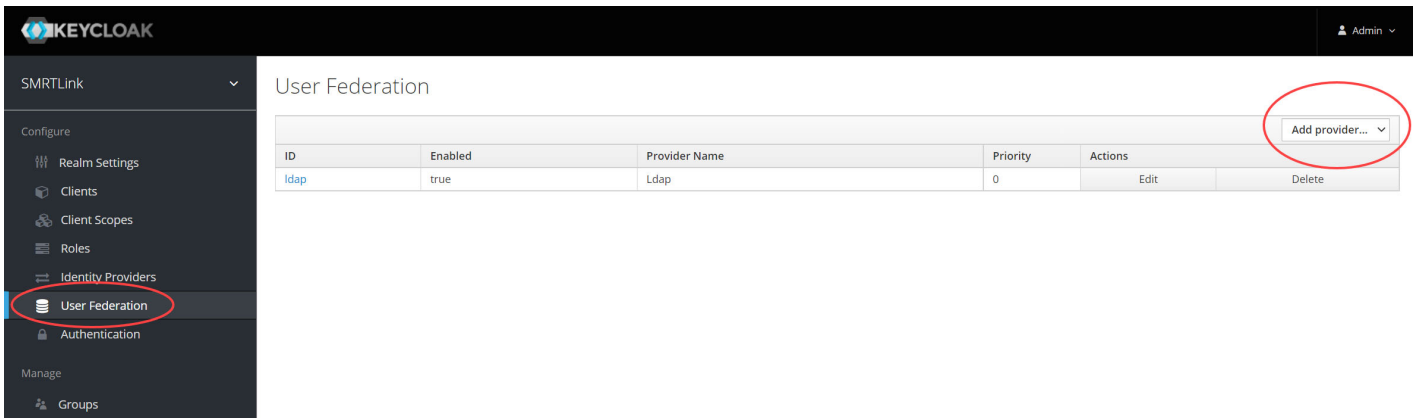 KEYCLOAK
Admin
SMRTLink
User Federation
Add provider...
Configure
ID Enabled Provider Name Priority Actions
Realm Settings
ldap true Ldap 0 Edit Delete
Clients
Client Scopes
Roles
Identity Providers
User Federation
Authentication
Manage
Groups